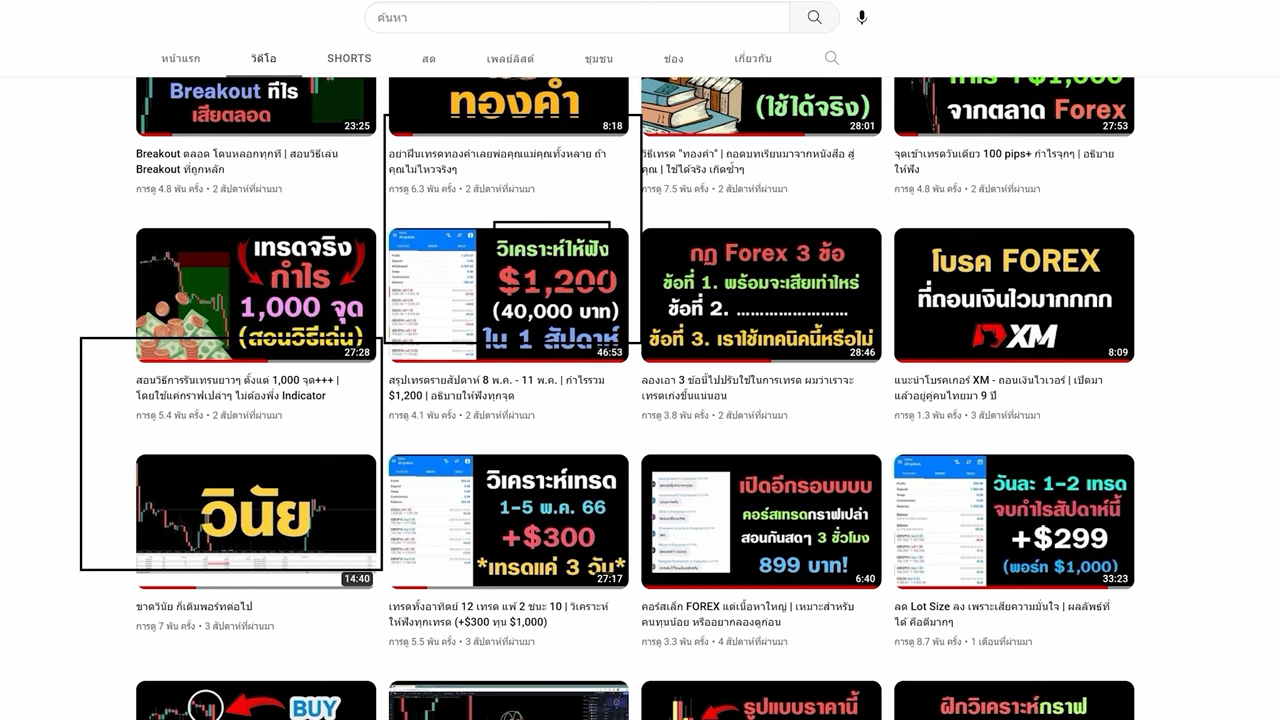 ค้นหา
หน้าแรก
วิดีโอ
SHORTS
สด
เพลย์ลิสต์
ชุมชน
ช่อง
เกี่ยวกับ
Breakout ทีไร
เสียตลอด
23:25
ทองคำ
8:18
(ใช้ได้จริง)
28:01
กำไร +$1,000
จากตลาด Forex
27:53
Breakout ตลอด โดนหลอกทุกที | สอนวิธีเล่น
Breakout ที่ถูกหลัก
การดู 4.8 พัน ครั้ง • 2 สัปดาห์ที่ผ่านมา
อย่าฝืนเทรดทองคำเลยพ่อคุณแม่คุณทั้งหลาย ถ้า
คุณไม่ไหวจริงๆ
การดู 6.3 พัน ครั้ง • 2 สัปดาห์ที่ผ่านมา
วิธีเทรด "ทองคำ" | ถอดบทเรียนมาจากหนังสือ สู่
คุณ | ใช้ได้จริง เกิดซ้ำๆ
การดู 7.5 พัน ครั้ง • 2 สัปดาห์ที่ผ่านมา
จุดเข้าเทรดวันเดียว 100 pips+ กำไรจุกๆ | อธิบาย
ให้ฟัง
การดู 4.8 พัน ครั้ง • 2 สัปดาห์ที่ผ่านมา
เทรดจริง
กำไร
1,000 จุด
(สอนวิธีเล่น)
27:28
วิเคราะห์ให้ฟัง
$1,200
(40,000 บาท)
ใน 1 สัปดาห์
46:53
กฎ Forex 3 ข้อ
ข้อที่ 1. พร้อมจะเสียเท่าไหร่
ข้อที่ 2. ........................
ข้อที่ 3. เราใช้เทคนิคนี้หรือไม่
28:46
โบรค FOREX
ที่ถอนเงินไวมากกกก
XM
8:09
สอนวิธีการรันเทรนยาวๆ ตั้งแต่ 1,000 จุด+++ |
โดยใช้แค่กราฟเปล่าๆ ไม่ต้องพึ่ง Indicator
การดู 5.4 พัน ครั้ง • 2 สัปดาห์ที่ผ่านมา
สรุปเทรดรายสัปดาห์ 8 พ.ค. - 11 พ.ค. | กำไรรวม
$1,200 | อธิบายให้ฟังทุกจุด
การดู 4.1 พัน ครั้ง • 2 สัปดาห์ที่ผ่านมา
ลองเอา 3 ข้อนี้ไปปรับใช้ในการเทรด ผมว่าเราจะ
เทรดเก่งขึ้นแน่นอน
การดู 3.8 พัน ครั้ง • 2 สัปดาห์ที่ผ่านมา
แนะนำโบรคเกอร์ XM - ถอนเงินไวเวอร์ | เปิดมา
แล้วอยู่คู่คนไทยมา 9 ปี
การดู 1.3 พัน ครั้ง • 3 สัปดาห์ที่ผ่านมา
วินัย
14:40
วิเคราะห์เทรด
1-5 พ.ค. 66
+$300
*เทรดแค่ 3 วัน*
27:17
เปิดอีกรอบบบบ
คอร์สเทรดกราฟเปล่า
สอนกันสดๆ 3 ชั่วโมง
899 บาท!
6:40
วันละ 1-2 เทรด
จบกำไรสัปดาห์นี้
+$299
(พอร์ท $1,000)
33:23
ขาดวินัย ก็เติมพอร์ทต่อไป
การดู 7 พัน ครั้ง • 3 สัปดาห์ที่ผ่านมา
เทรดทั้งอาทิตย์ 12 เทรด แพ้ 2 ชนะ 10 | วิเคราะห์
ให้ฟังทุกเทรด (+$300 ทุน $1,000)
การดู 5.5 พัน ครั้ง • 3 สัปดาห์ที่ผ่านมา
คอร์สเล็ก FOREX แต่เนื้อหาใหญ่ | เหมาะสำหรับ
คนทุนน้อย หรืออยากลองดูก่อน
การดู 3.3 พัน ครั้ง • 4 สัปดาห์ที่ผ่านมา
ลด Lot Size ลง เพราะเสียความมั่นใจ | ผลลัพธ์ที่
ได้ คือดีมากๆ
การดู 8.7 พัน ครั้ง • 1 เดือนที่ผ่านมา
BUY
รูปแบบราคานี้
ฝึกวิเคราะห์กราฟ